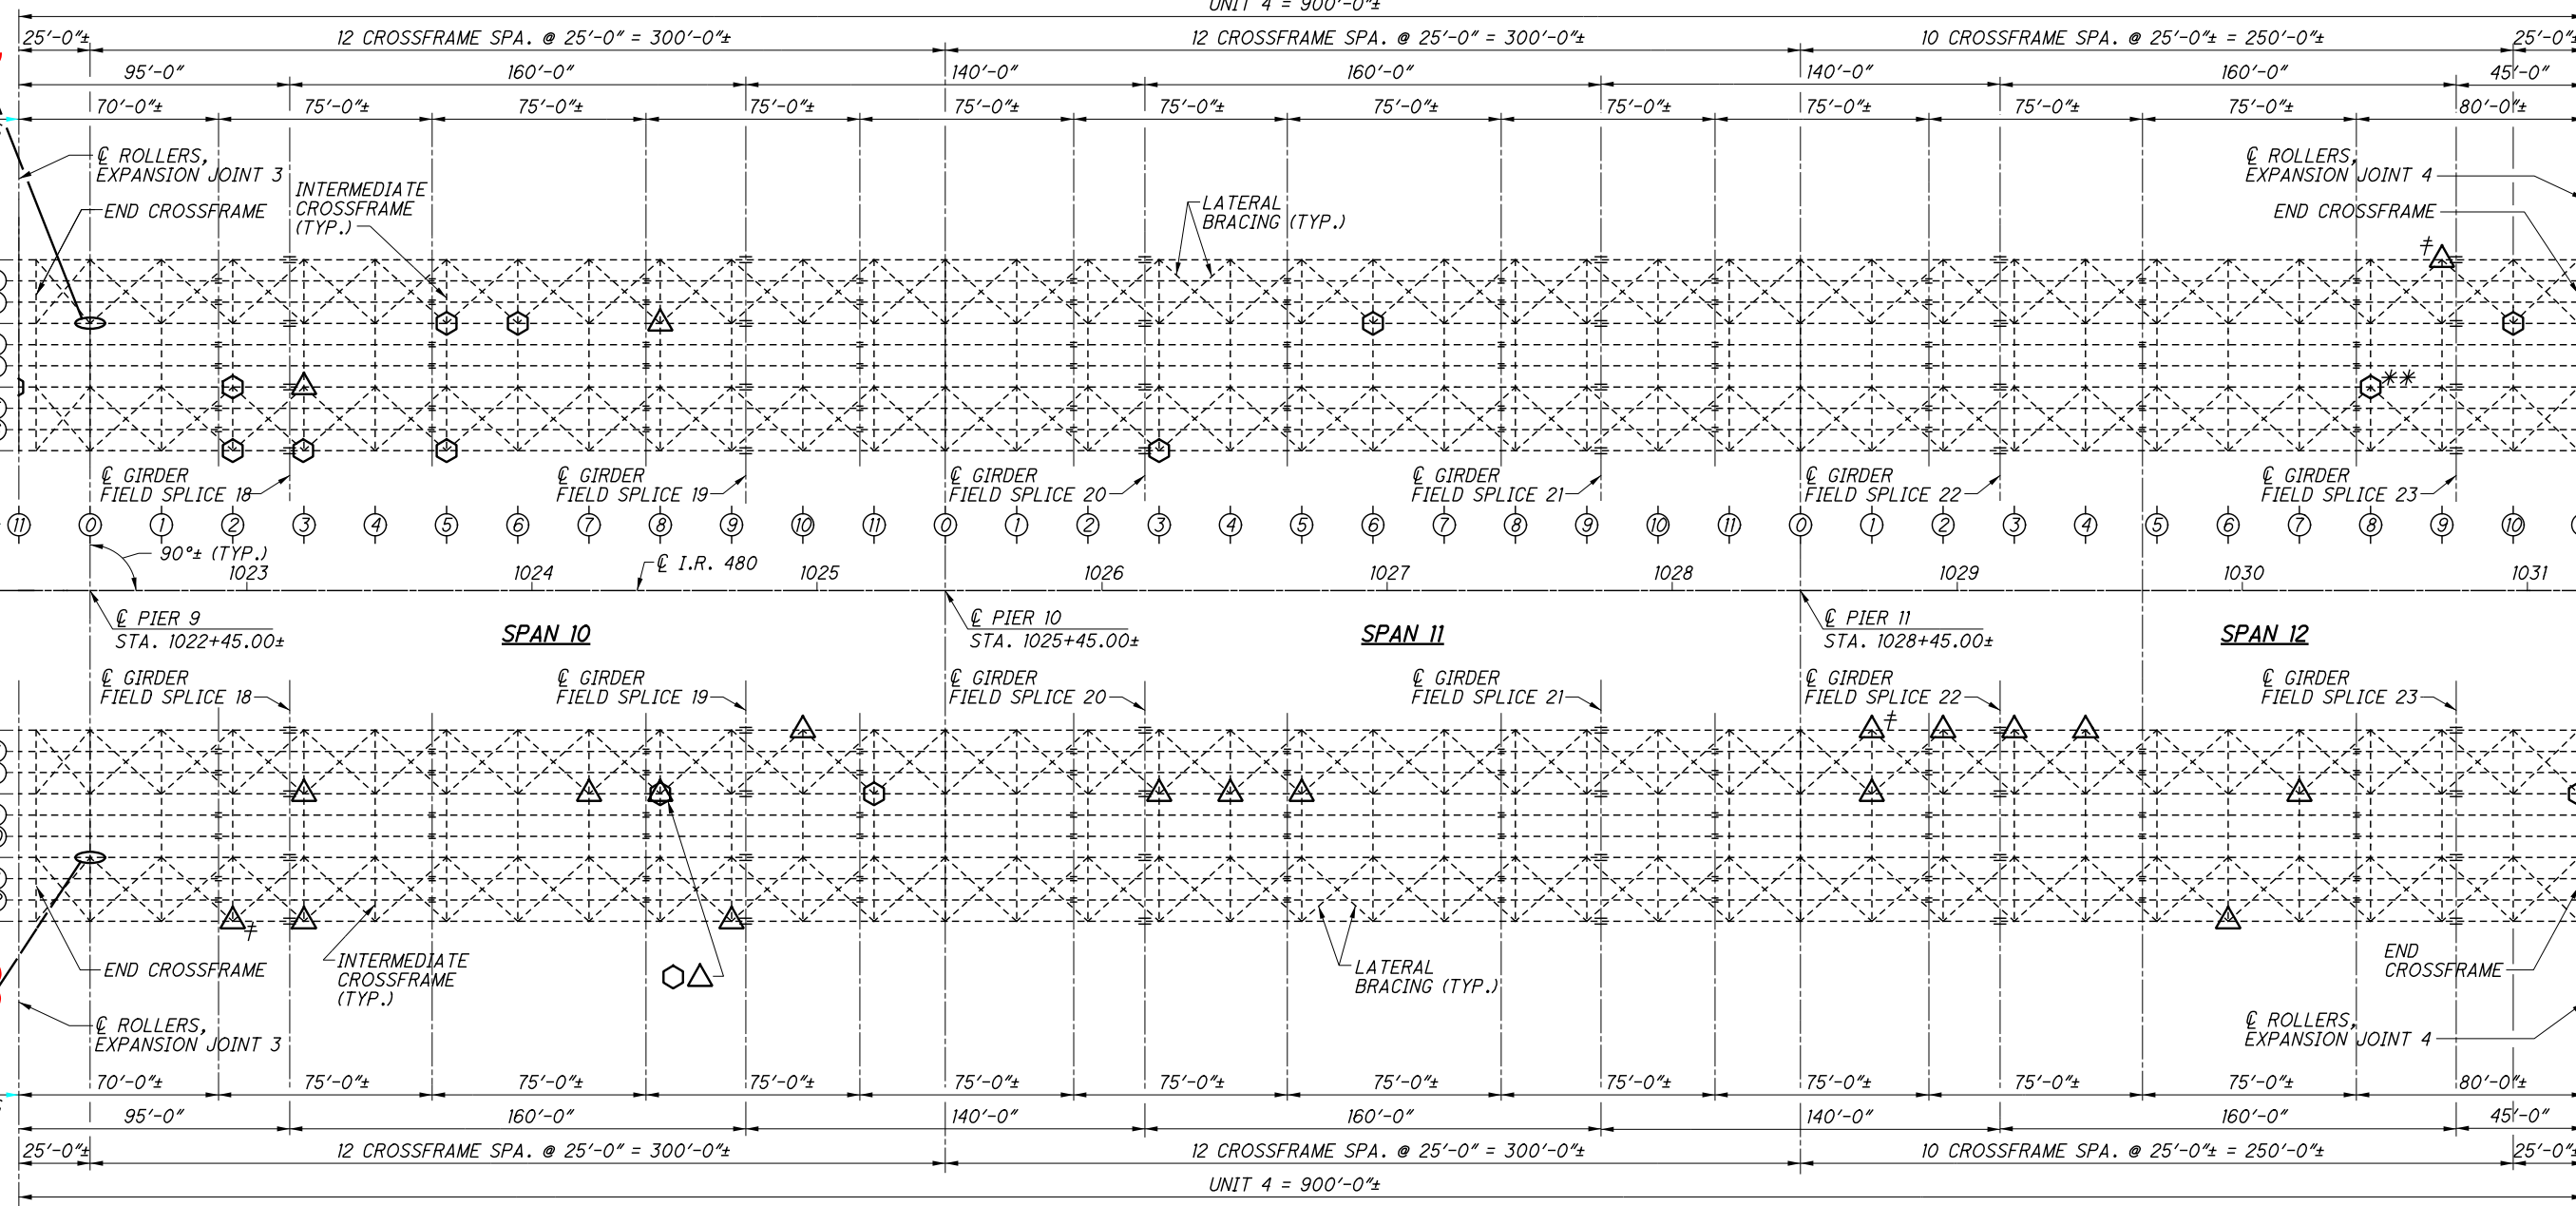 UNIT 4 = 900'-0"±
25'-0"± 12 CROSSFRAME SPA. @ 25'-0" = 300'-0"± 12 CROSSFRAME SPA. @ 25'-0" = 300'-0"± 10 CROSSFRAME SPA. @ 25'-0"± = 250'-0"± 25'-0"±
95'-0" 160'-0" 140'-0" 160'-0" 140'-0" 160'-0" 45'-0"
70'-0"± 75'-0"± 75'-0"± 75'-0"± 75'-0"± 75'-0"± 75'-0"± 75'-0"± 75'-0"± 75'-0"± 75'-0"± 80'-0"±
℄ ROLLERS,
EXPANSION JOINT 3
END CROSSFRAME
INTERMEDIATE
CROSSFRAME
(TYP.)
LATERAL
BRACING (TYP.)
℄ ROLLERS,
EXPANSION JOINT 4
END CROSSFRAME
‡
**
℄ GIRDER
FIELD SPLICE 18
℄ GIRDER
FIELD SPLICE 19
℄ GIRDER
FIELD SPLICE 20
℄ GIRDER
FIELD SPLICE 21
℄ GIRDER
FIELD SPLICE 22
℄ GIRDER
FIELD SPLICE 23
11 0 1 2 3 4 5 6 7 8 9 10 11 0 1 2 3 4 5 6 7 8 9 10 11 0 1 2 3 4 5 6 7 8 9 10
90°± (TYP.)
℄ I.R. 480
1023 1024 1025 1026 1027 1028 1029 1030 1031
℄ PIER 9
STA. 1022+45.00±
SPAN 10
℄ PIER 10
STA. 1025+45.00±
SPAN 11
℄ PIER 11
STA. 1028+45.00±
SPAN 12
℄ GIRDER
FIELD SPLICE 18
℄ GIRDER
FIELD SPLICE 19
℄ GIRDER
FIELD SPLICE 20
℄ GIRDER
FIELD SPLICE 21
℄ GIRDER
FIELD SPLICE 22
℄ GIRDER
FIELD SPLICE 23
‡
‡
END CROSSFRAME
INTERMEDIATE
CROSSFRAME
(TYP.)
LATERAL
BRACING (TYP.)
END
CROSSFRAME
℄ ROLLERS,
EXPANSION JOINT 3
℄ ROLLERS,
EXPANSION JOINT 4
70'-0"± 75'-0"± 75'-0"± 75'-0"± 75'-0"± 75'-0"± 75'-0"± 75'-0"± 75'-0"± 75'-0"± 75'-0"± 80'-0"±
95'-0" 160'-0" 140'-0" 160'-0" 140'-0" 160'-0" 45'-0"
25'-0"± 12 CROSSFRAME SPA. @ 25'-0" = 300'-0"± 12 CROSSFRAME SPA. @ 25'-0" = 300'-0"± 10 CROSSFRAME SPA. @ 25'-0"± = 250'-0"± 25'-0"±
UNIT 4 = 900'-0"±